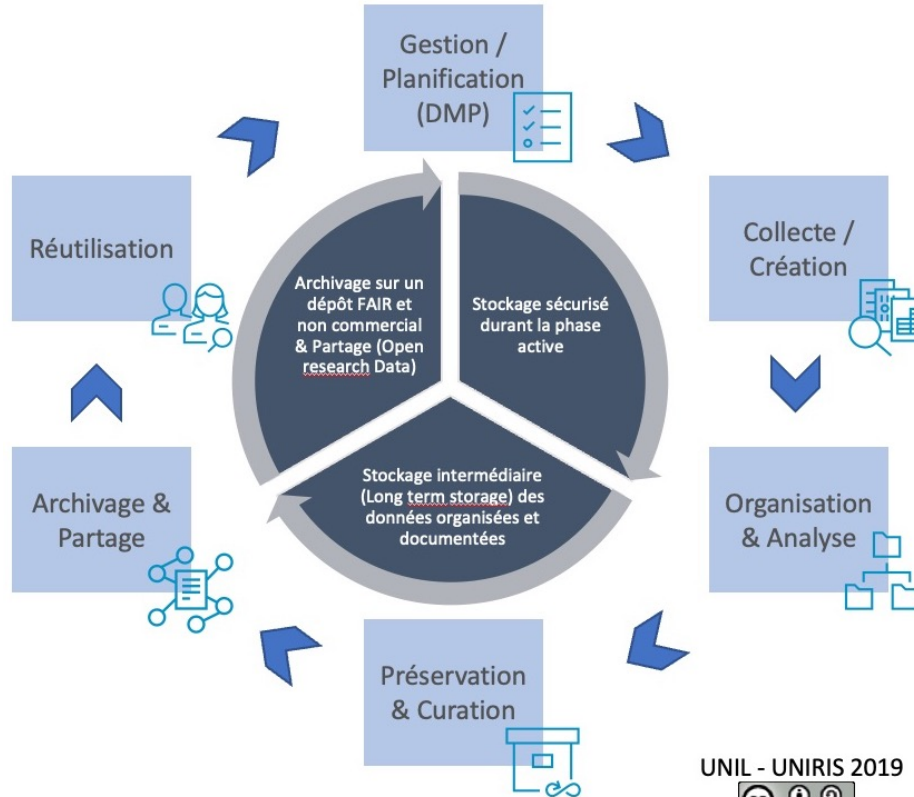 Gestion /
Planification
(DMP)
Collecte /
Création
Organisation
& Analyse
Préservation
& Curation
Archivage &
Partage
Réutilisation
Archivage sur un
dépôt FAIR et
non commercial
& Partage (Open
research Data)
Stockage sécurisé
durant la phase
active
Stockage intermédiaire
(Long term storage) des
données organisées et
documentées
UNIL - UNIRIS 2019
cc